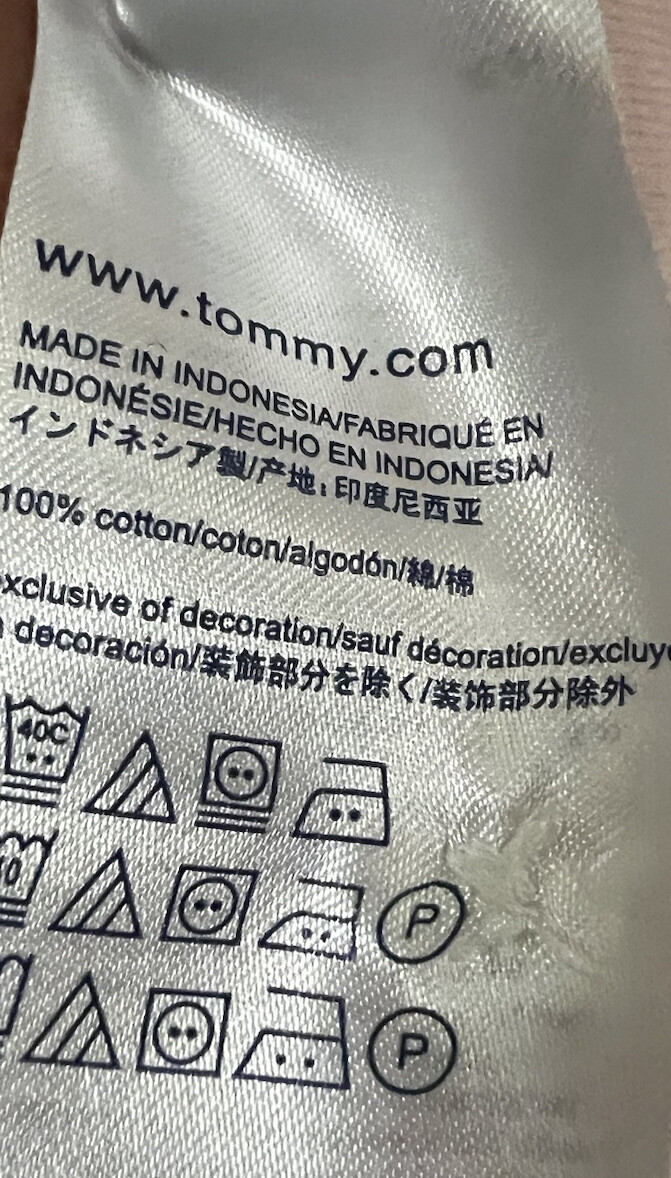 www.tommy.com
MADE IN INDONESIA/FABRIQUÉ EN
INDONÉSIE/HECHO EN INDONESIA/
インドネシア製/产地:印度尼西亚
100% cotton/coton/algodón/綿/棉
exclusive of decoration/sauf décoration/excluye
decoración/装飾部分を除く/装饰部分除外
40C
P
P